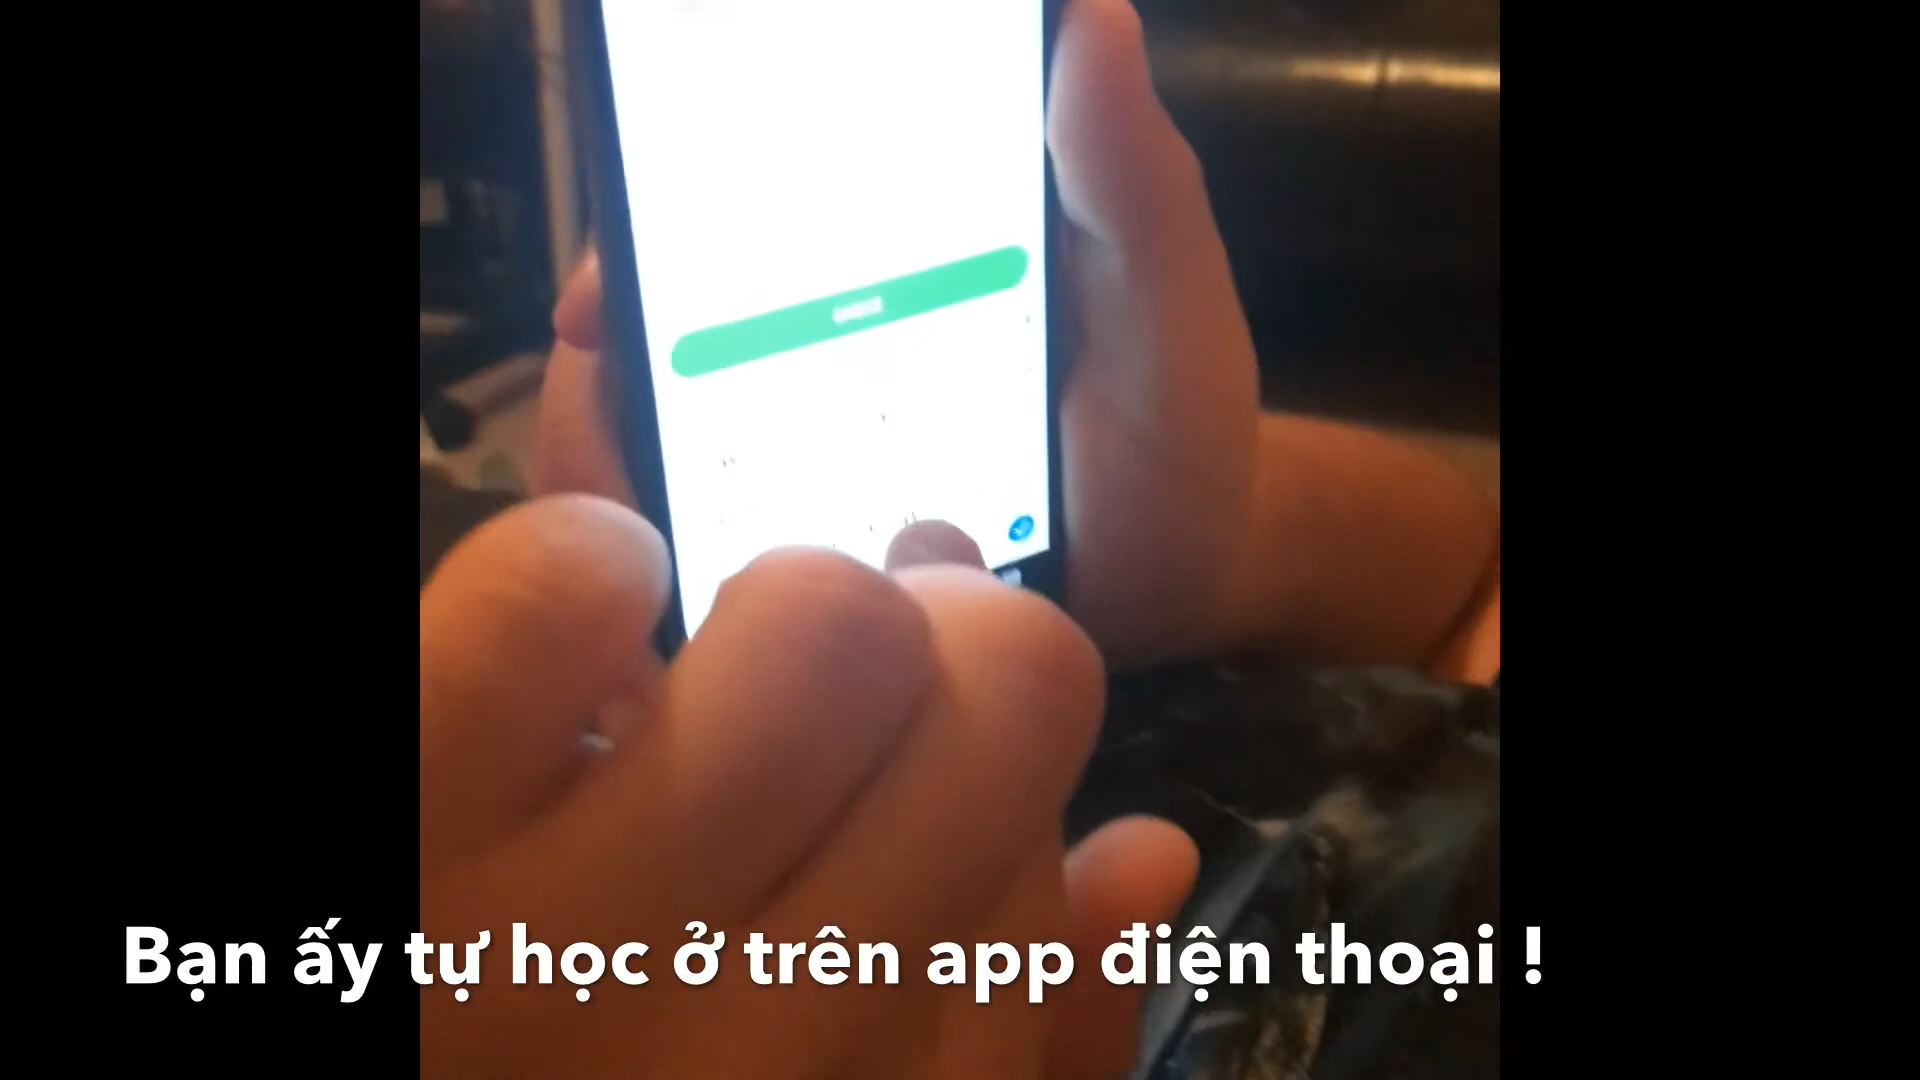 Bạn ấy tự học ở trên app điện thoại !